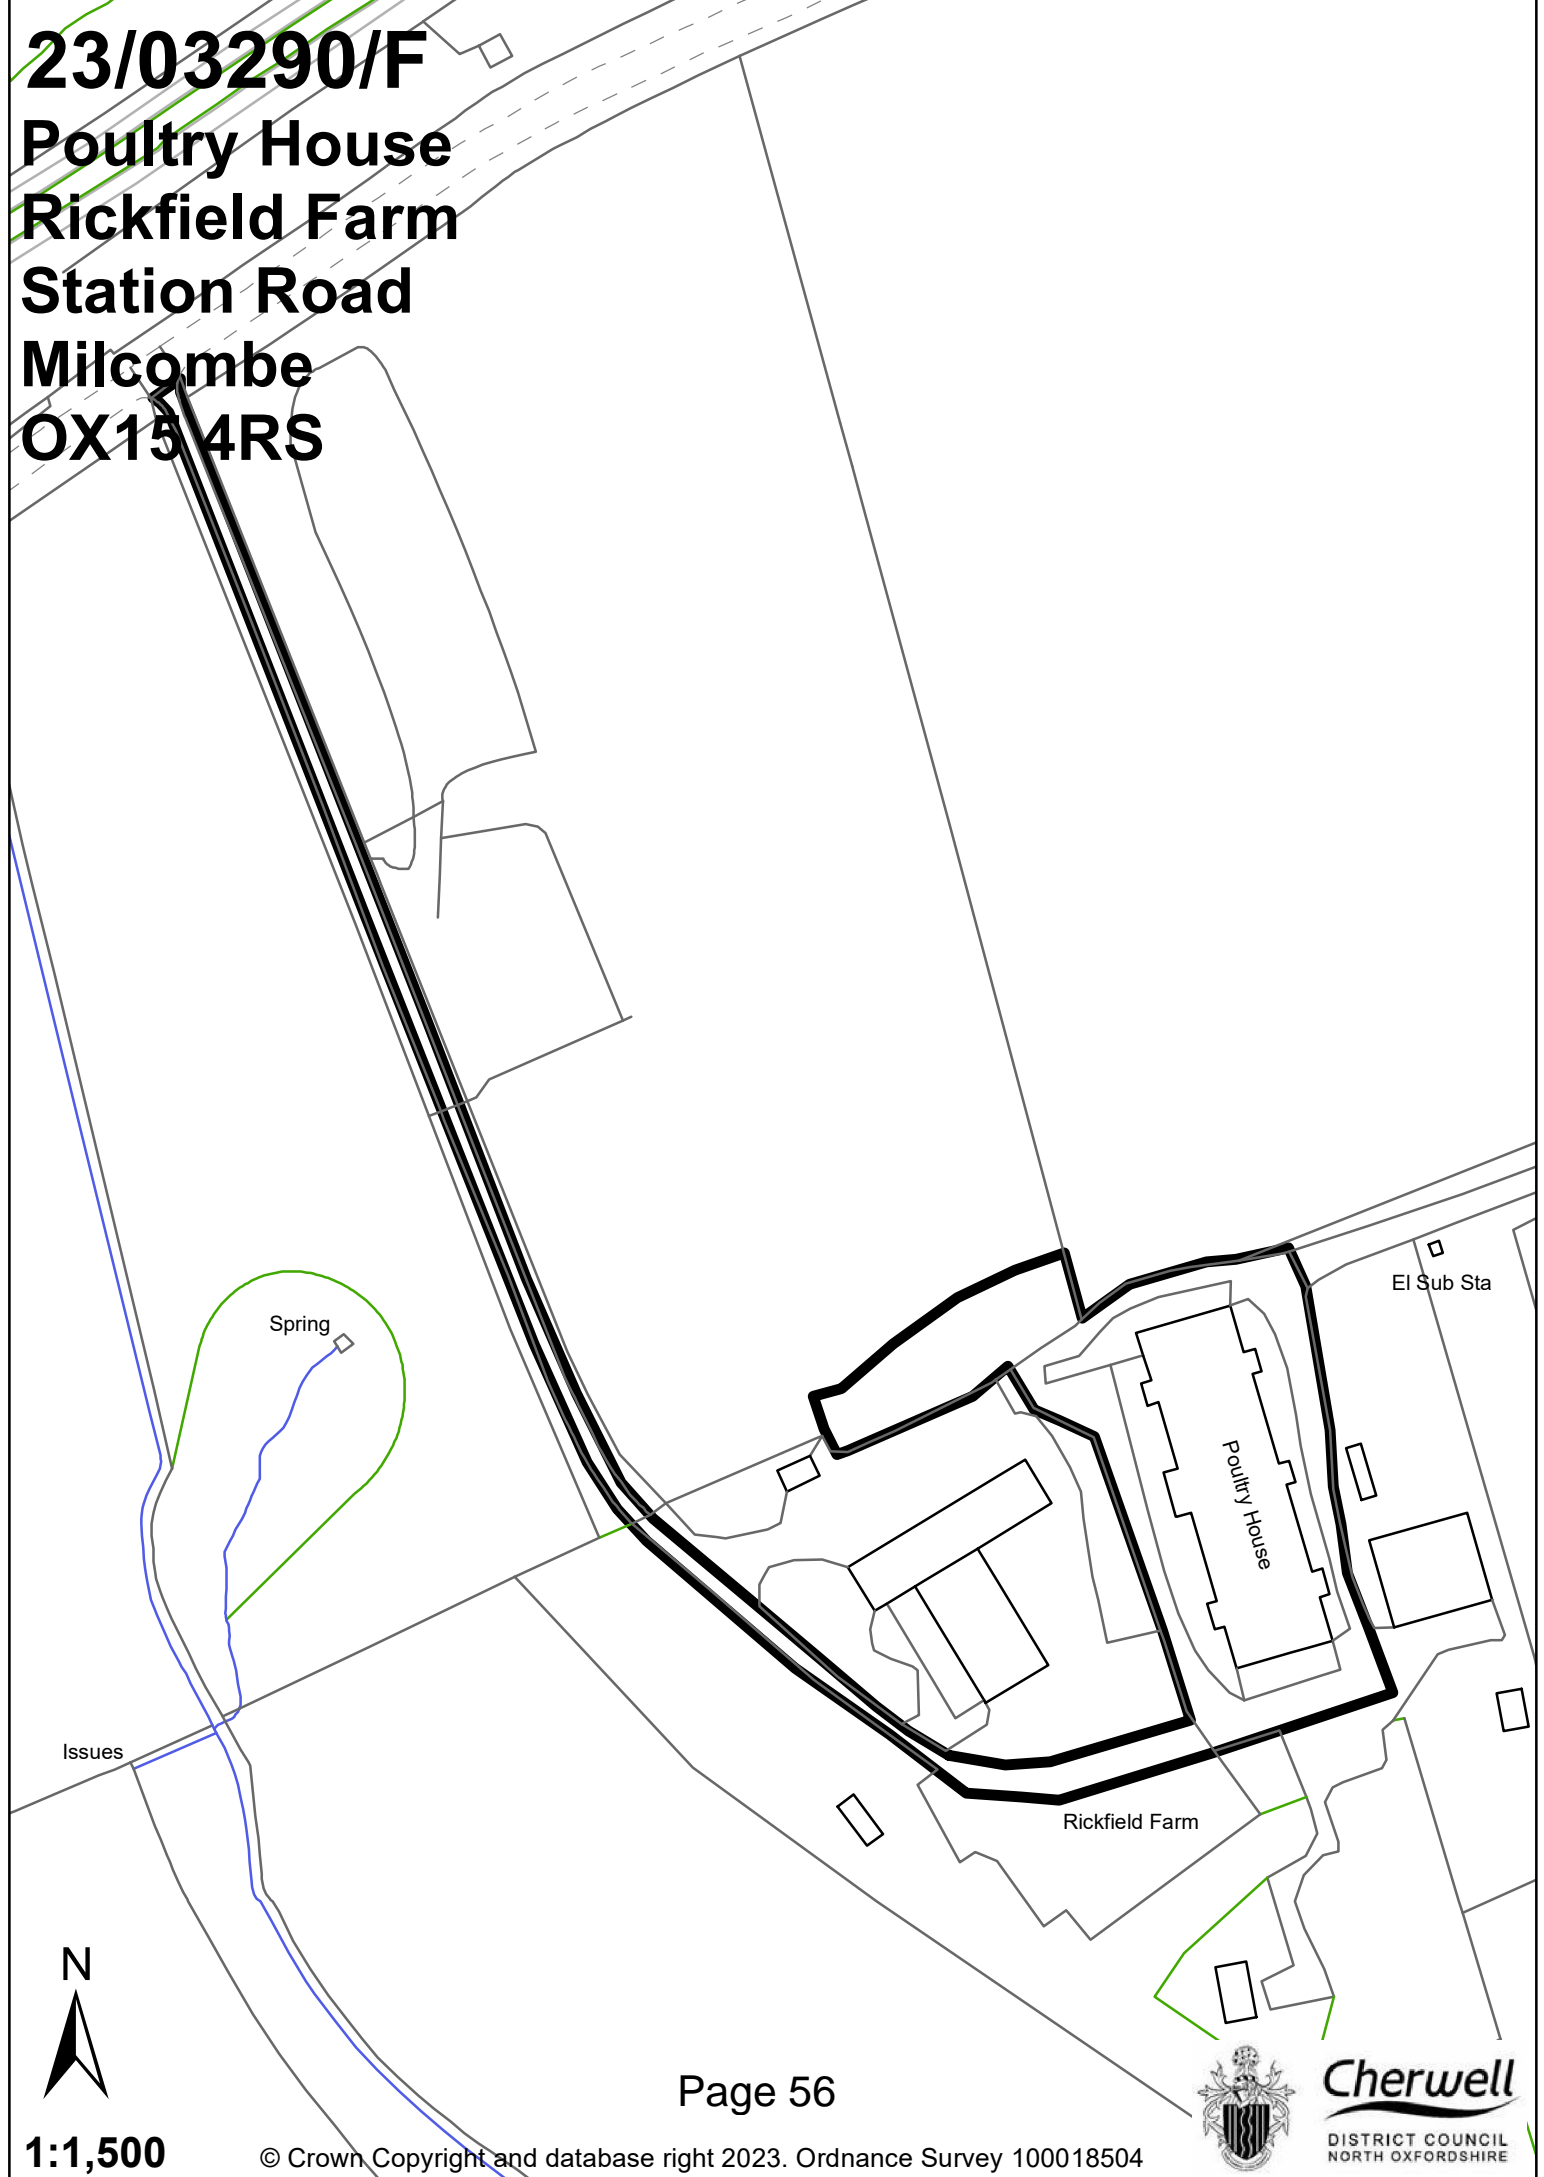 23/03290/F
Poultry House
Rickfield Farm
Station Road
Milcombe
OX15 4RS
El Sub Sta
Spring
Poultry House
Issues
Rickfield Farm
N
Page 56
1:1,500
© Crown Copyright and database right 2023. Ordnance Survey 100018504
Cherwell
DISTRICT COUNCIL
NORTH OXFORDSHIRE